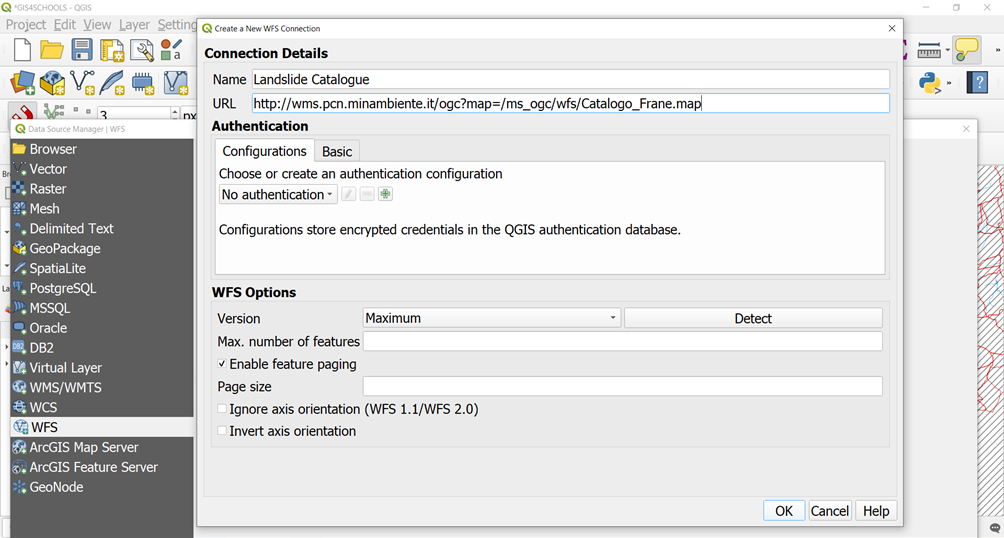 *GIS4SCHOOLS - QGIS
Project Edit View Layer Setting
3 px
Data Source Manager | WFS
Browser
Vector
Raster
Mesh
Delimited Text
GeoPackage
SpatiaLite
PostgreSQL
MSSQL
Oracle
DB2
Virtual Layer
WMS/WMTS
WCS
WFS
ArcGIS Map Server
ArcGIS Feature Server
GeoNode
Create a New WFS Connection
Connection Details
Name Landslide Catalogue
URL http://wms.pcn.minambiente.it/ogc?map=/ms_ogc/wfs/Catalogo_Frane.map
Authentication
Configurations Basic
Choose or create an authentication configuration
No authentication
Configurations store encrypted credentials in the QGIS authentication database.
WFS Options
Version Maximum Detect
Max. number of features
Enable feature paging
Page size
Ignore axis orientation (WFS 1.1/WFS 2.0)
Invert axis orientation
OK Cancel Help